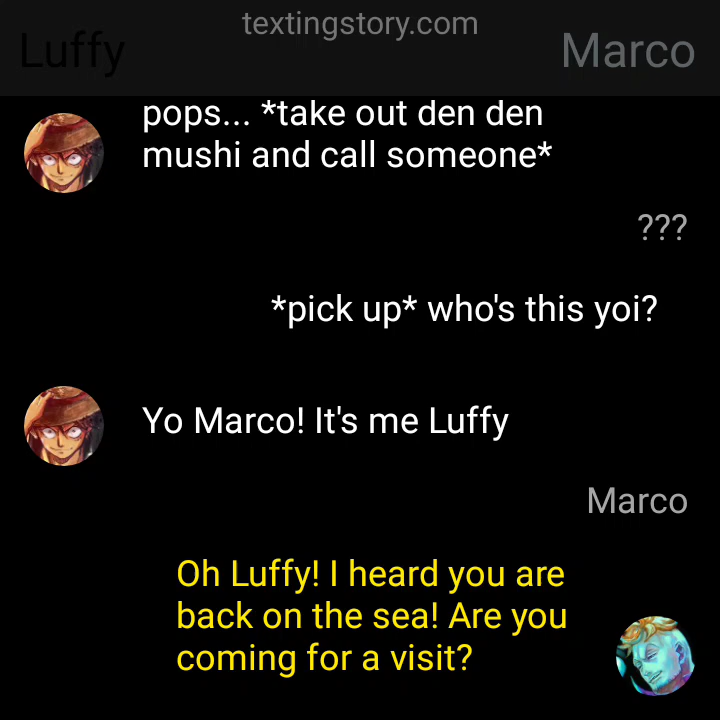 textingstory.com
Luffy
Marco
pops... *take out den den
mushi and call someone*
???
*pick up* who's this yoi?
Yo Marco! It's me Luffy
Marco
Oh Luffy! I heard you are
back on the sea! Are you
coming for a visit?